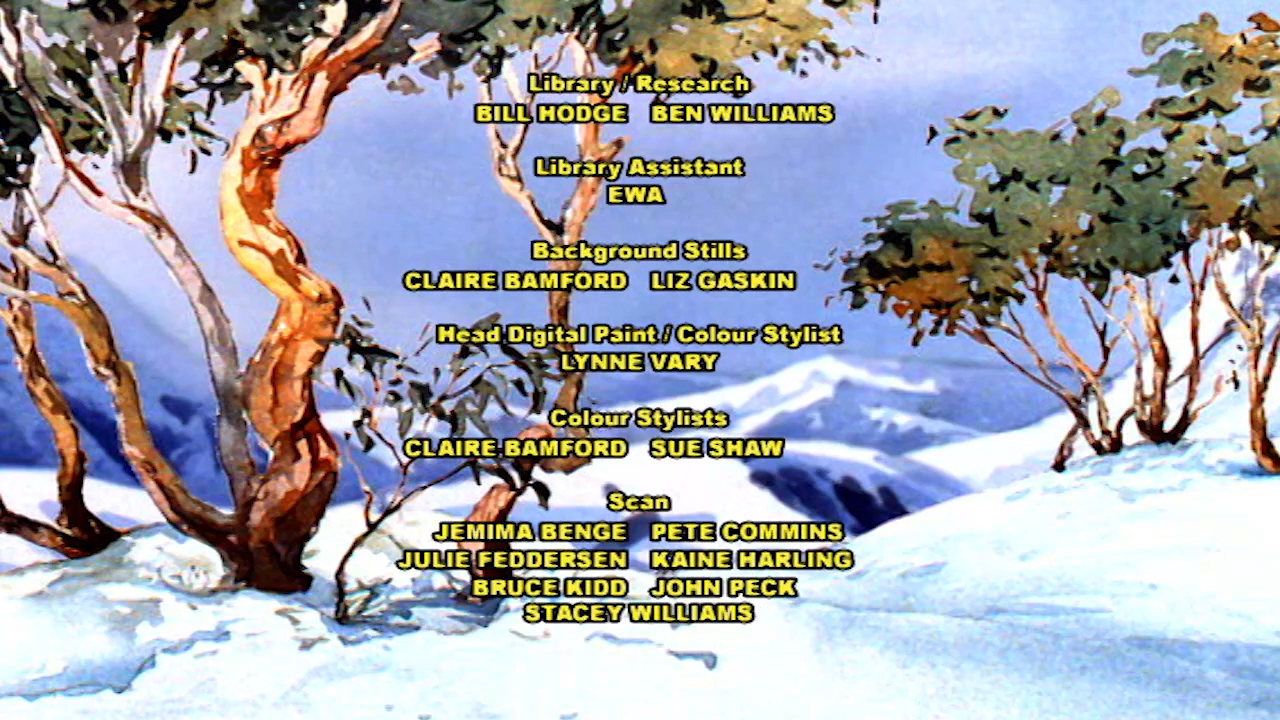 Library / Research
BILL HODGE BEN WILLIAMS
Library Assistant
EWA
Background Stills
CLAIRE BAMFORD LIZ GASKIN
Head Digital Paint / Colour Stylist
LYNNE VARY
Colour Stylists
CLAIRE BAMFORD SUE SHAW
Scan
JEMIMA BENGE PETE COMMINS
JULIE FEDDERSEN KAINE HARLING
BRUCE KIDD JOHN PECK
STACEY WILLIAMS